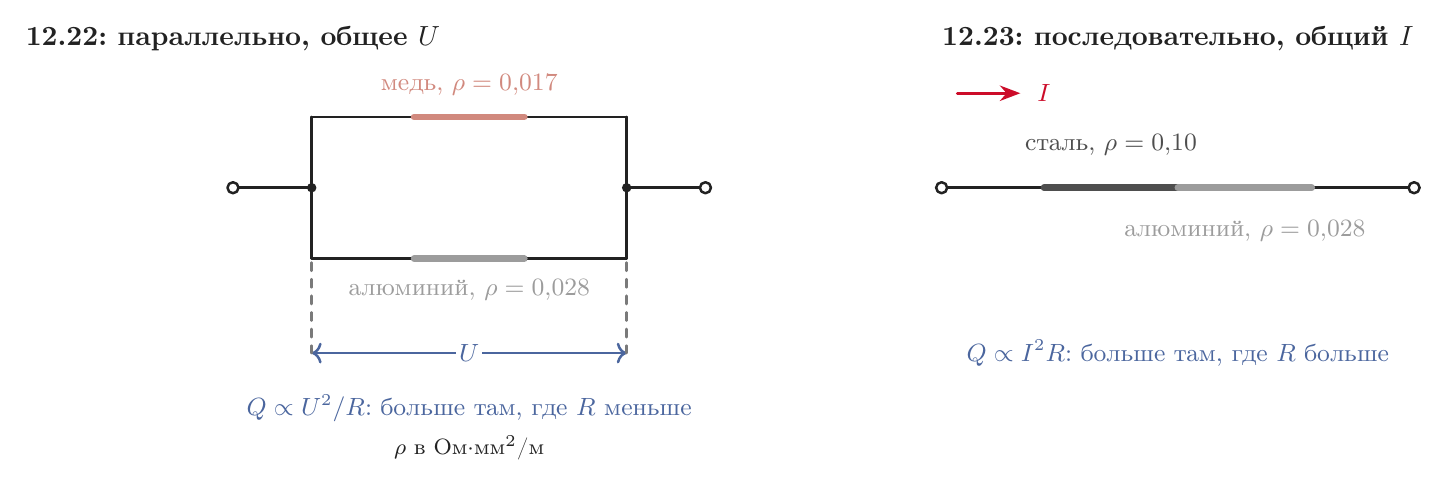 12.22: параллельно, общее U
медь, ρ = 0,017
алюминий, ρ = 0,028
U
Q ∝ U²/R: больше там, где R меньше
ρ в Ом·мм²/м
12.23: последовательно, общий I
I
сталь, ρ = 0,10
алюминий, ρ = 0,028
Q ∝ I²R: больше там, где R больше